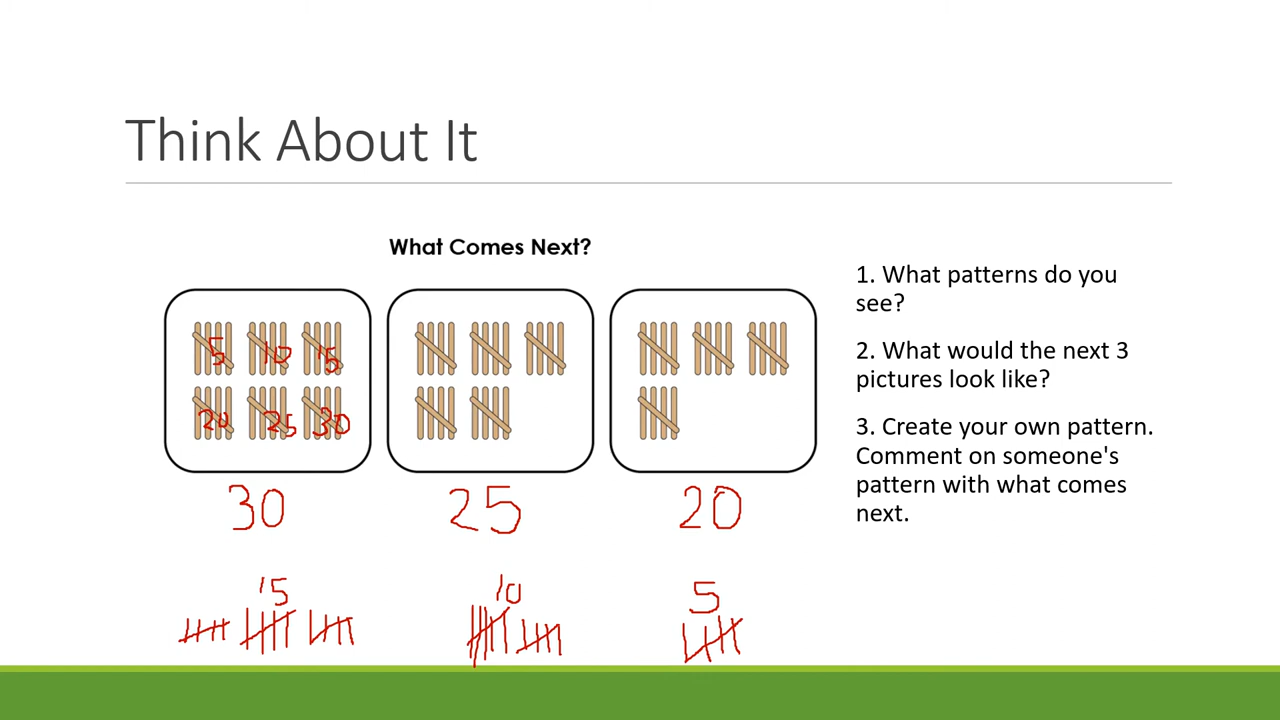 Think About It
What Comes Next?
5 10 15
20 25 30
30 25 20
15 10 5
1. What patterns do you
see?
2. What would the next 3
pictures look like?
3. Create your own pattern.
Comment on someone's
pattern with what comes
next.